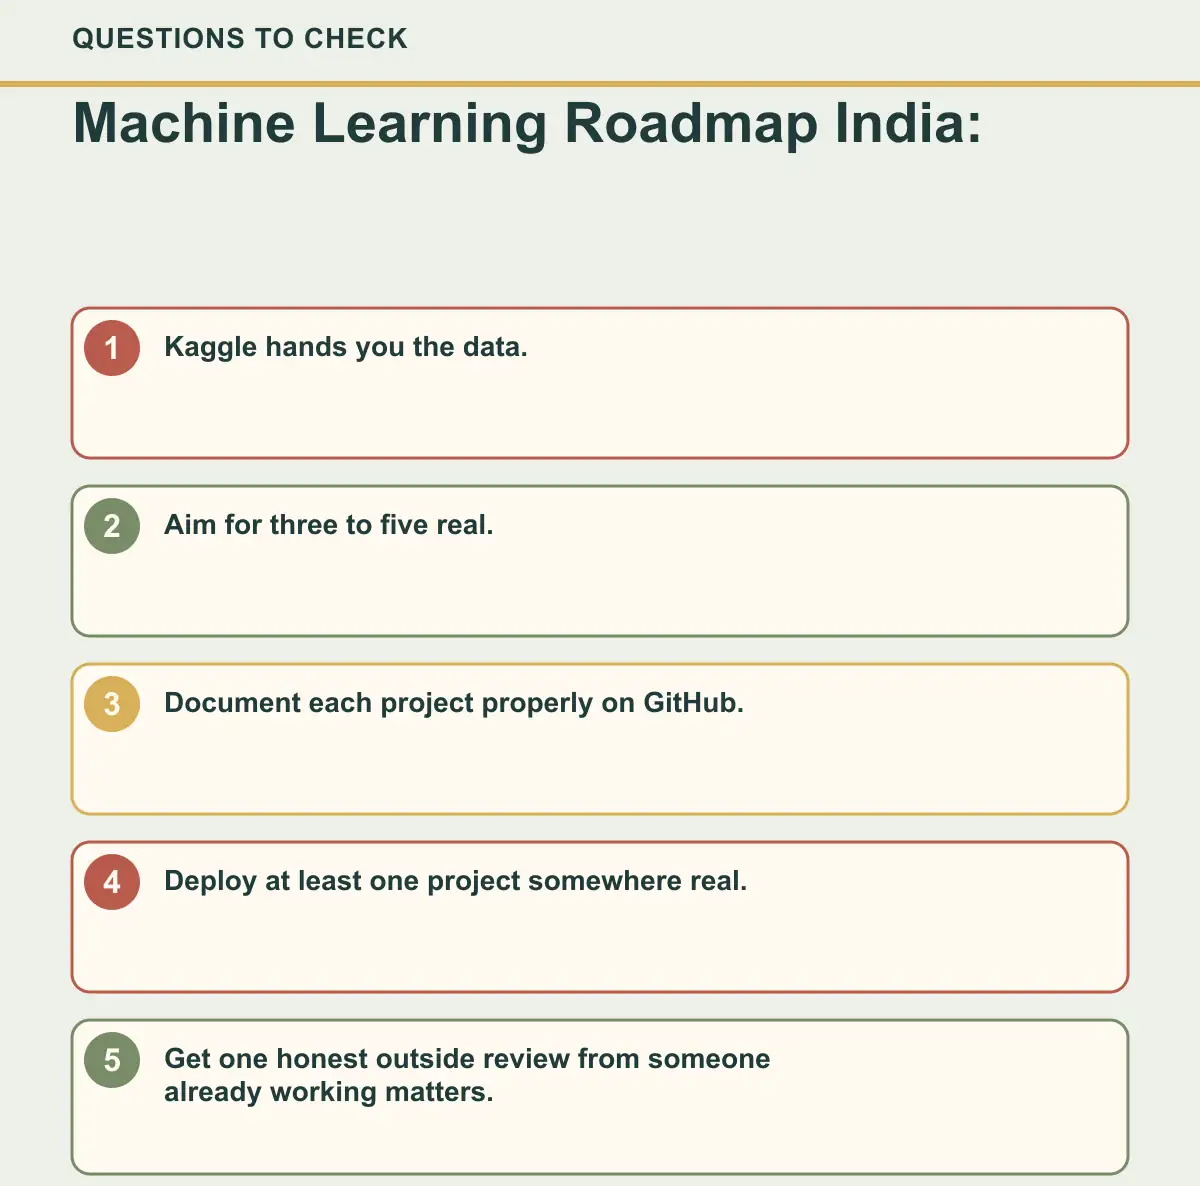 QUESTIONS TO CHECK
Machine Learning Roadmap India:
1
Kaggle hands you the data.
2
Aim for three to five real.
3
Document each project properly on GitHub.
4
Deploy at least one project somewhere real.
5
Get one honest outside review from someone
already working matters.